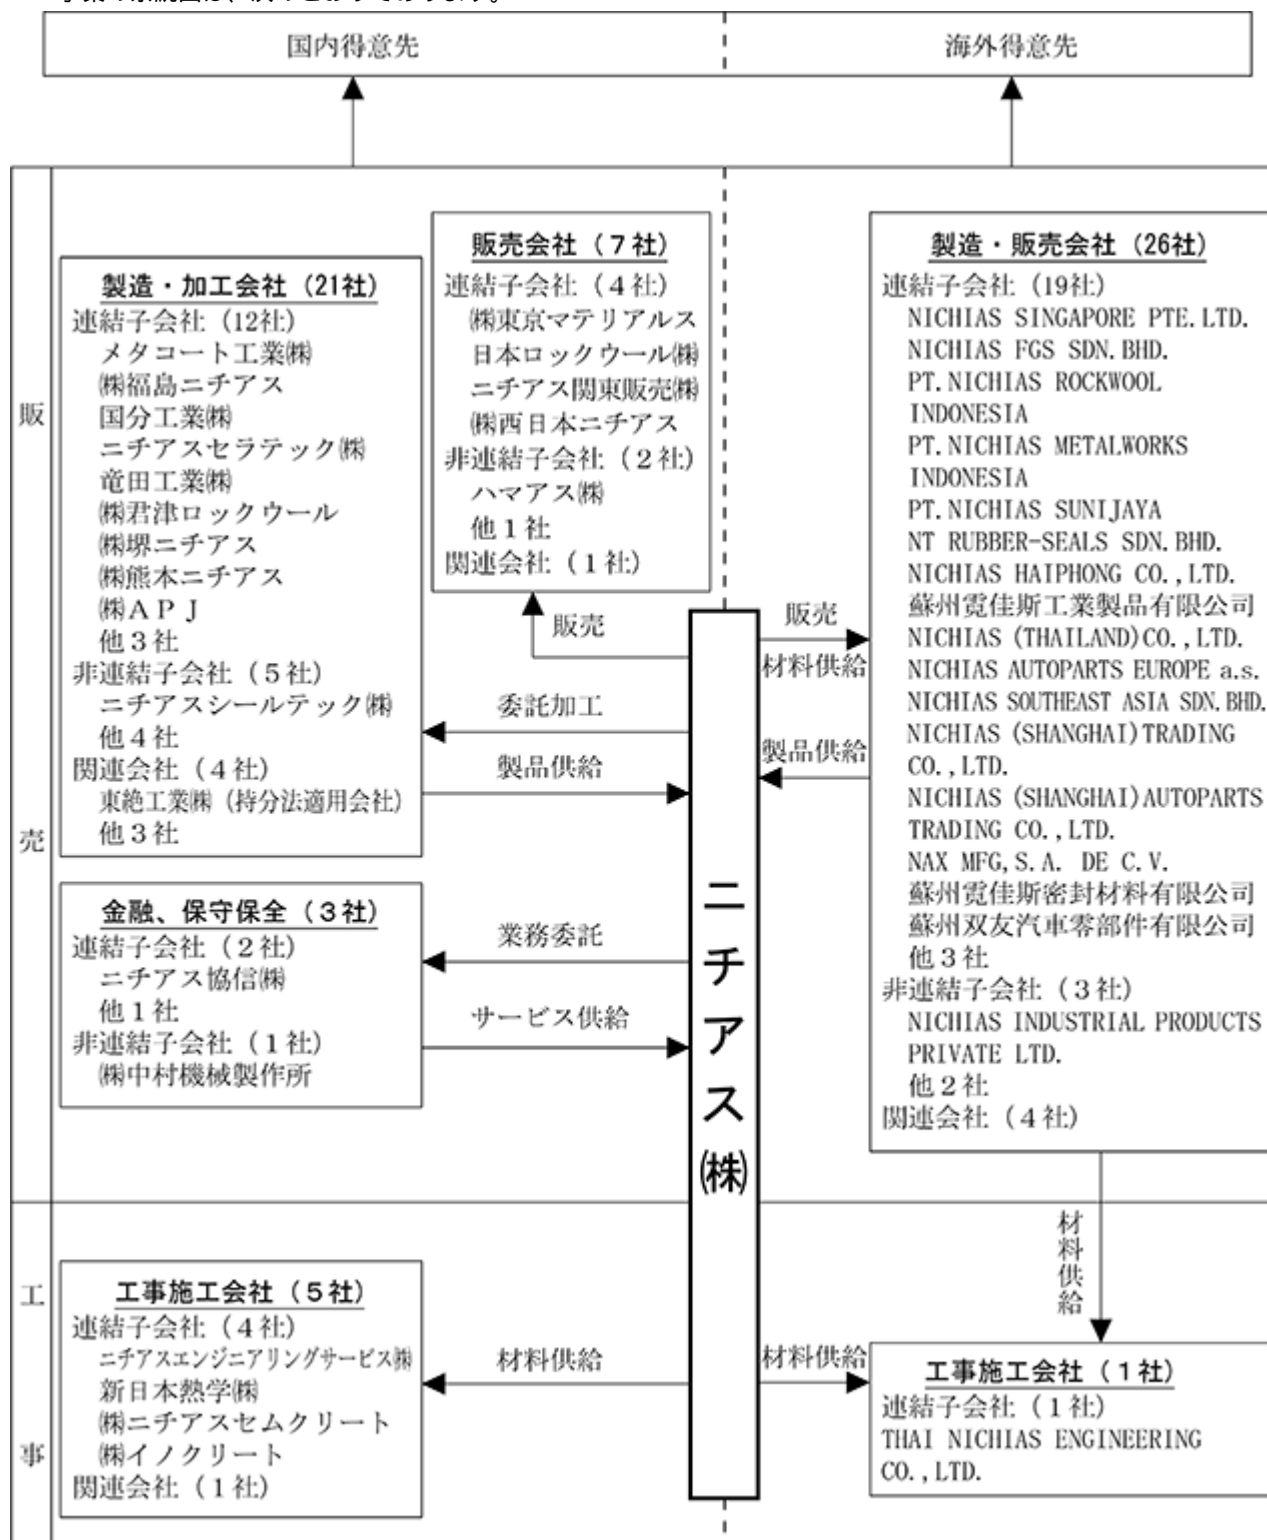 国内得意先
海外得意先
販売
製造・加工会社（21社）
連結子会社（12社）
メタコート工業㈱
㈱福島ニチアス
国分工業㈱
ニチアスセラテック㈱
竜田工業㈱
㈱君津ロックウール
㈱堺ニチアス
㈱熊本ニチアス
㈱ＡＰＪ
他３社
非連結子会社（５社）
ニチアスシールテック㈱
他４社
関連会社（４社）
東絶工業㈱（持分法適用会社）
他３社
販売会社（７社）
連結子会社（４社）
㈱東京マテリアルス
日本ロックウール㈱
ニチアス関東販売㈱
㈱西日本ニチアス
非連結子会社（２社）
ハマアス㈱
他１社
関連会社（１社）
販売
委託加工
製品供給
金融、保守保全（３社）
連結子会社（２社）
ニチアス協信㈱
他１社
非連結子会社（１社）
㈱中村機械製作所
業務委託
サービス供給
ニチアス㈱
販売
材料供給
製品供給
製造・販売会社（26社）
連結子会社（19社）
NICHIAS SINGAPORE PTE.LTD.
NICHIAS FGS SDN.BHD.
PT.NICHIAS ROCKWOOL
INDONESIA
PT.NICHIAS METALWORKS
INDONESIA
PT.NICHIAS SUNIJAYA
NT RUBBER-SEALS SDN.BHD.
NICHIAS HAIPHONG CO.,LTD.
蘇州霓佳斯工業製品有限公司
NICHIAS (THAILAND)CO.,LTD.
NICHIAS AUTOPARTS EUROPE a.s.
NICHIAS SOUTHEAST ASIA SDN.BHD.
NICHIAS (SHANGHAI)TRADING
CO.,LTD.
NICHIAS (SHANGHAI)AUTOPARTS
TRADING CO.,LTD.
NAX MFG,S.A. DE C.V.
蘇州霓佳斯密封材料有限公司
蘇州双友汽車零部件有限公司
他３社
非連結子会社（３社）
NICHIAS INDUSTRIAL PRODUCTS
PRIVATE LTD.
他２社
関連会社（４社）
材料供給
工事
工事施工会社（５社）
連結子会社（４社）
ニチアスエンジニアリングサービス㈱
新日本熱学㈱
㈱ニチアスセムクリート
㈱イノクリート
関連会社（１社）
材料供給
材料供給
工事施工会社（１社）
連結子会社（１社）
THAI NICHIAS ENGINEERING
CO.,LTD.